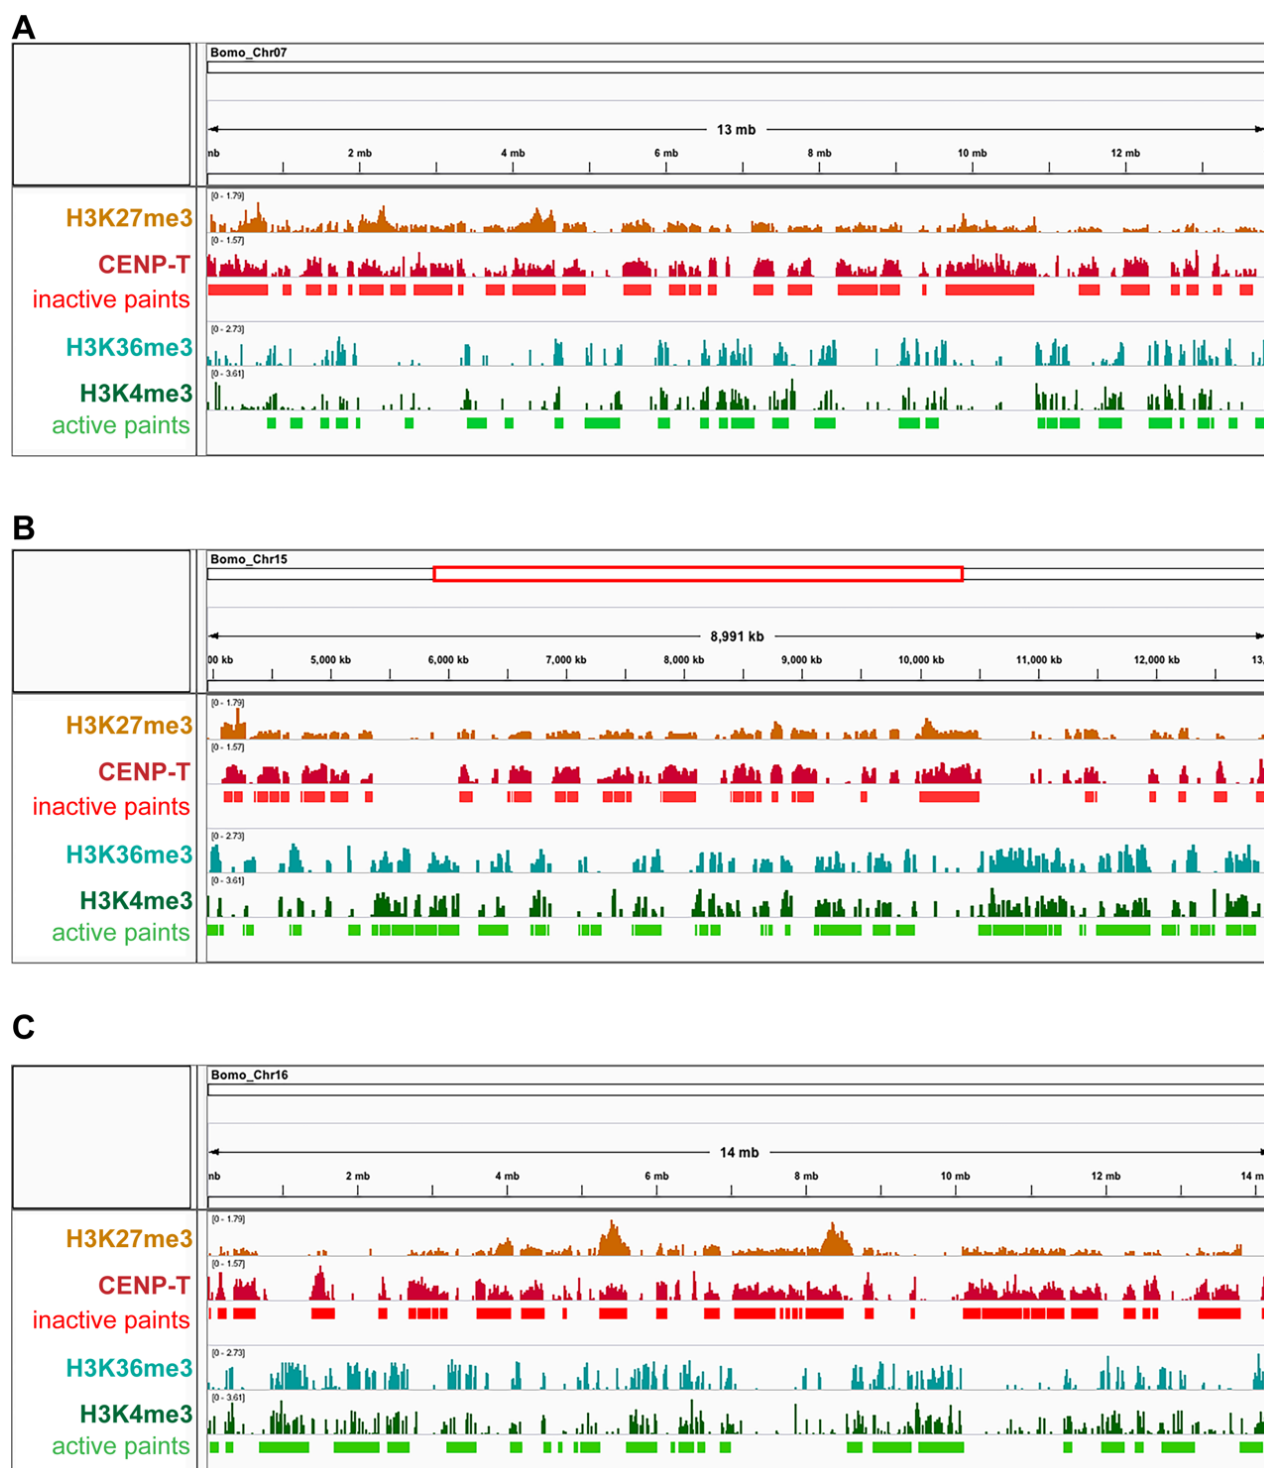 A
Bomo_Chr07
13 mb
nb 2 mb 4 mb 6 mb 8 mb 10 mb 12 mb
[0 - 1.79]
H3K27me3
[0 - 1.57]
CENP-T
inactive paints
[0 - 2.73]
H3K36me3
[0 - 3.61]
H3K4me3
active paints
B
Bomo_Chr15
8,991 kb
00 kb 5,000 kb 6,000 kb 7,000 kb 8,000 kb 9,000 kb 10,000 kb 11,000 kb 12,000 kb 13,
[0 - 1.79]
H3K27me3
[0 - 1.57]
CENP-T
inactive paints
[0 - 2.73]
H3K36me3
[0 - 3.61]
H3K4me3
active paints
C
Bomo_Chr16
14 mb
nb 2 mb 4 mb 6 mb 8 mb 10 mb 12 mb 14 m
[0 - 1.79]
H3K27me3
[0 - 1.57]
CENP-T
inactive paints
[0 - 2.73]
H3K36me3
[0 - 3.61]
H3K4me3
active paints